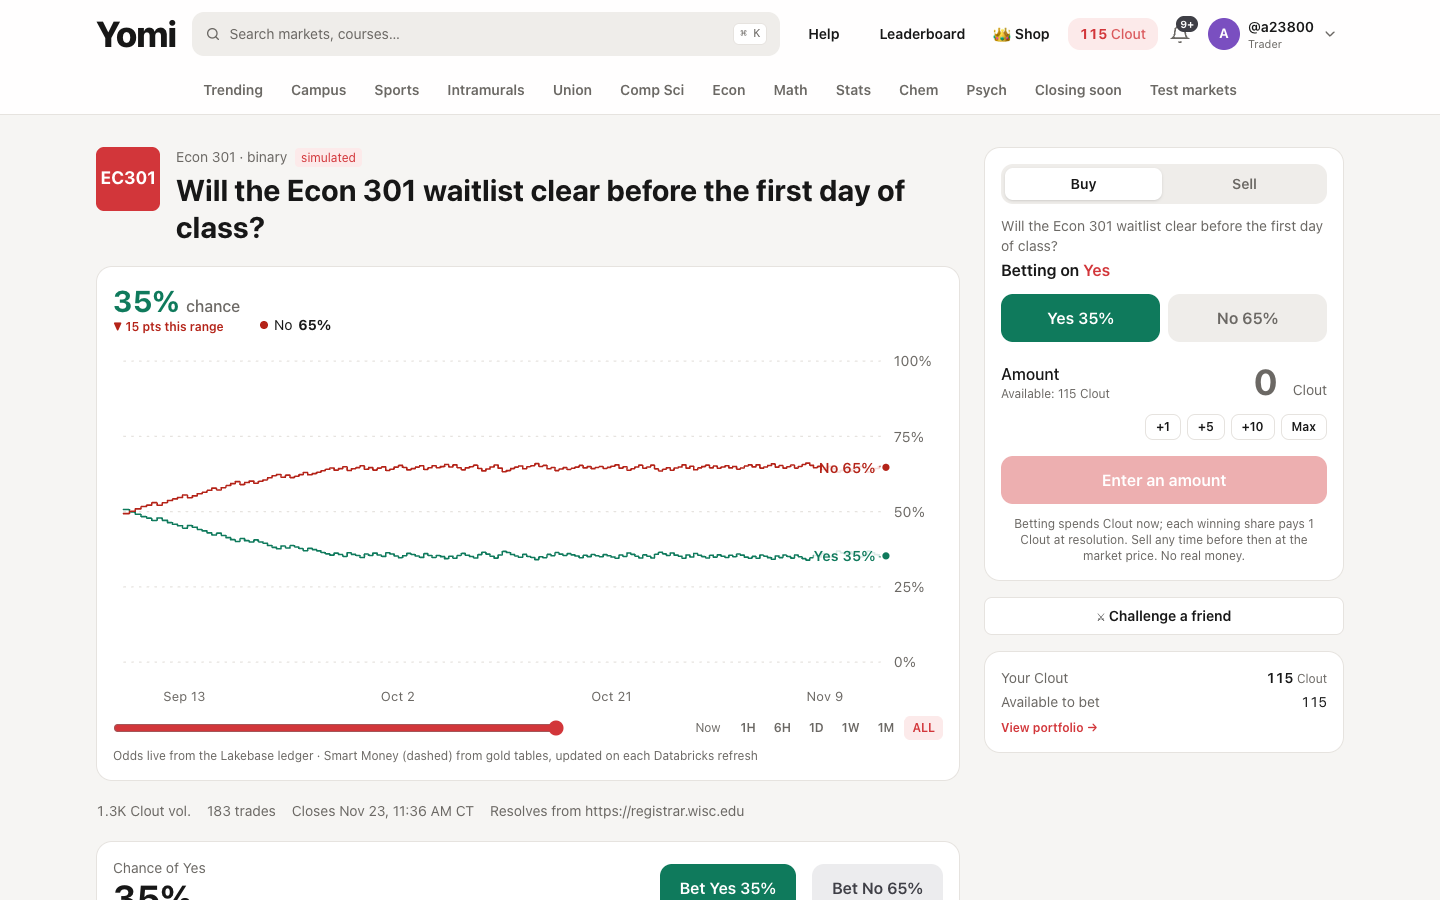 Yomi
Search markets, courses...
⌘ K
Help
Leaderboard
👑 Shop
115 Clout
9+
A
@a23800
Trader
Trending
Campus
Sports
Intramurals
Union
Comp Sci
Econ
Math
Stats
Chem
Psych
Closing soon
Test markets
EC301
Econ 301 · binary simulated
Will the Econ 301 waitlist clear before the first day of
class?
35% chance
▼ 15 pts this range
No 65%
100%
75%
No 65%
50%
Yes 35%
25%
0%
Sep 13
Oct 2
Oct 21
Nov 9
Now
1H
6H
1D
1W
1M
ALL
Odds live from the Lakebase ledger · Smart Money (dashed) from gold tables, updated on each Databricks refresh
1.3K Clout vol.
183 trades
Closes Nov 23, 11:36 AM CT
Resolves from https://registrar.wisc.edu
Chance of Yes
35%
Bet Yes 35%
Bet No 65%
Buy
Sell
Will the Econ 301 waitlist clear before the first day
of class?
Betting on Yes
Yes 35%
No 65%
Amount
Available: 115 Clout
0 Clout
+1
+5
+10
Max
Enter an amount
Betting spends Clout now; each winning share pays 1
Clout at resolution. Sell any time before then at the
market price. No real money.
⚔ Challenge a friend
Your Clout
115 Clout
Available to bet
115
View portfolio →